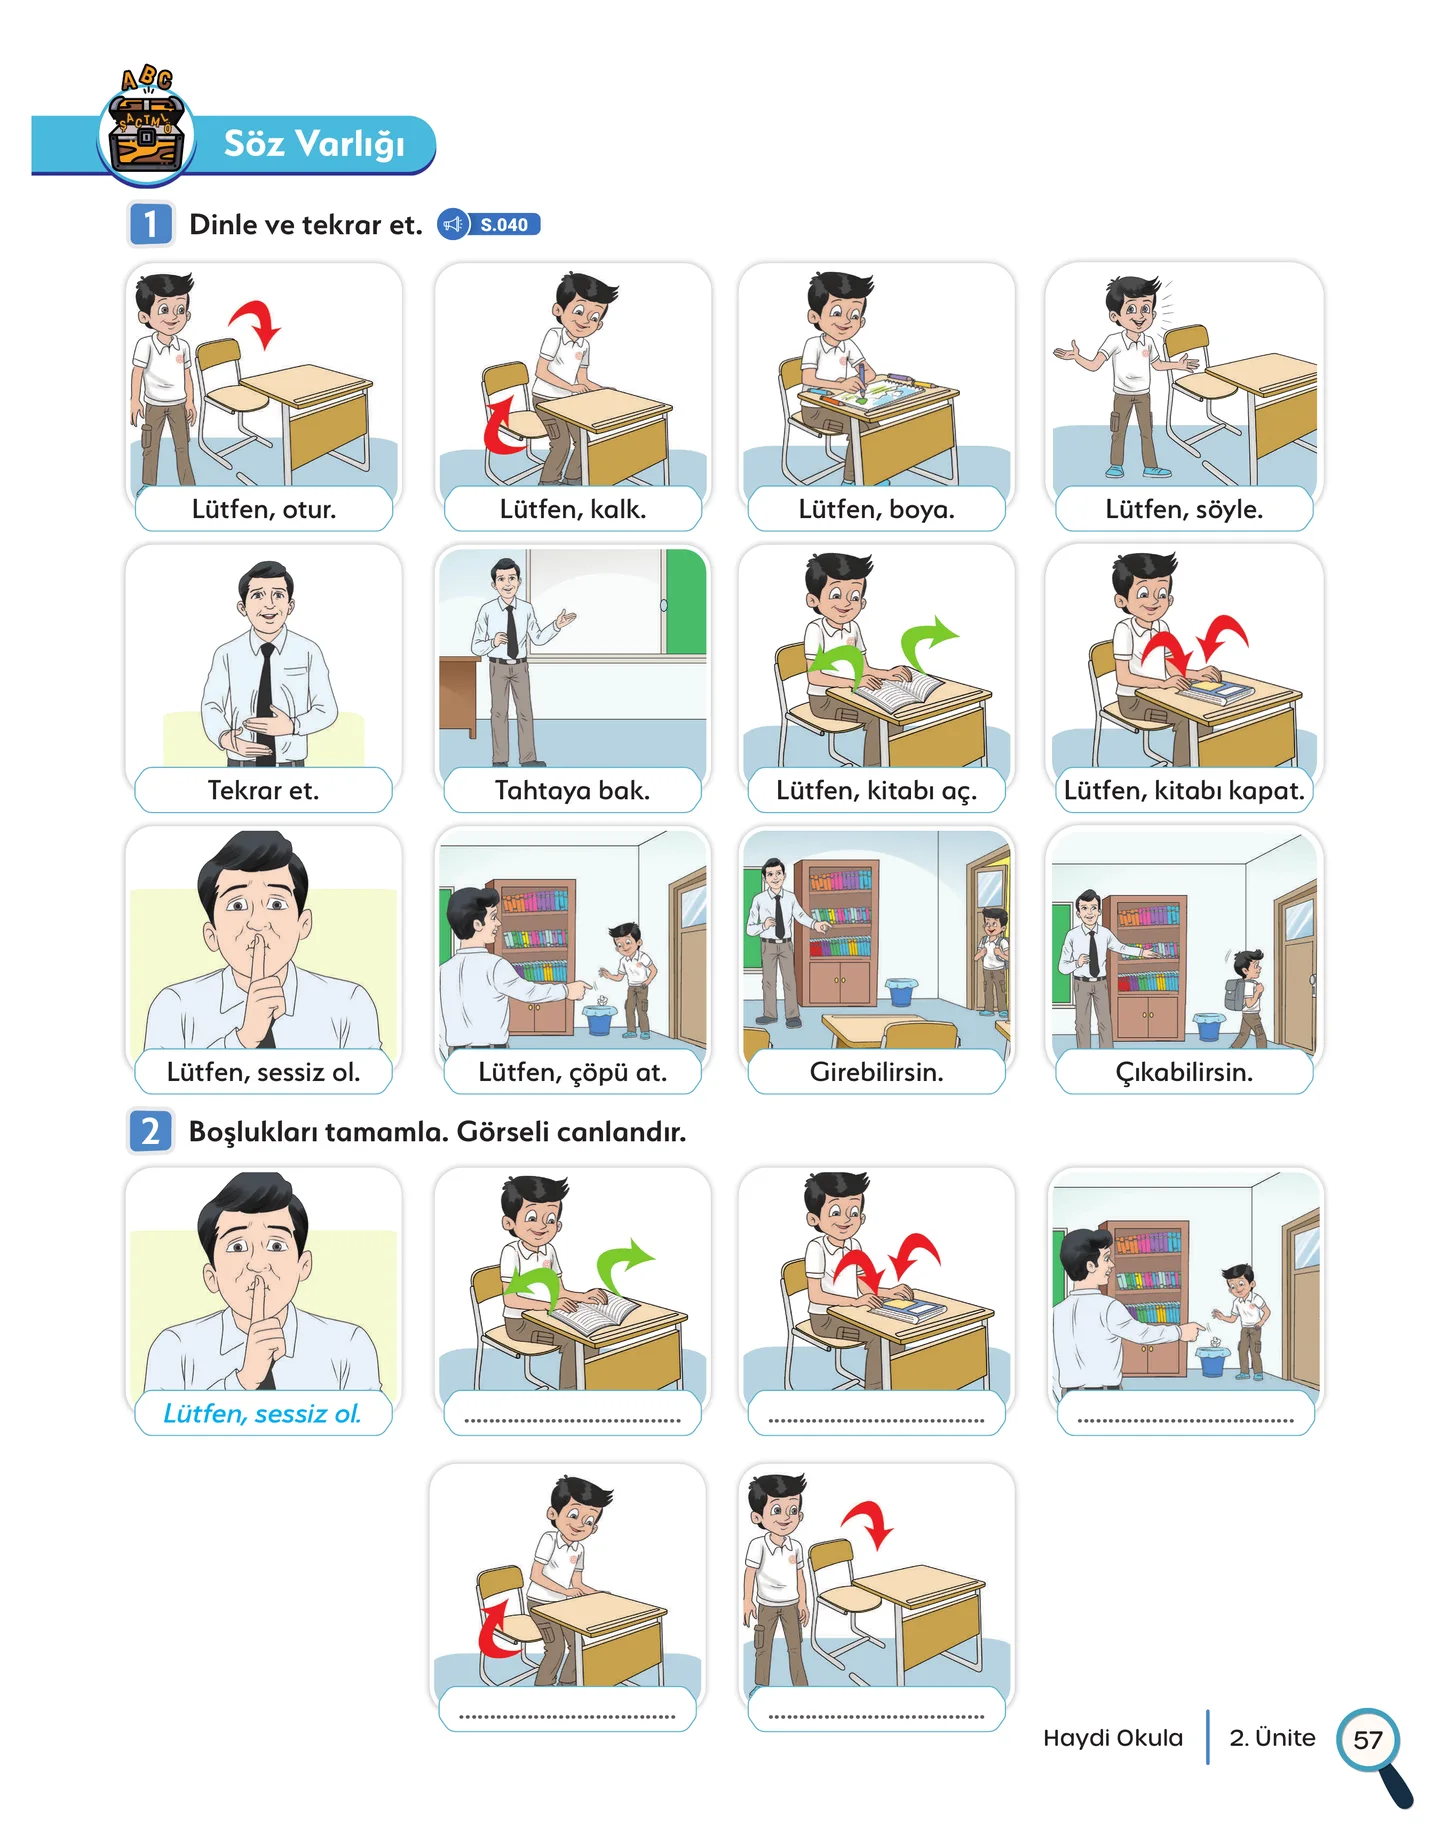 ABC
ŞACIMLÖ
Söz Varlığı
1 Dinle ve tekrar et. S.040
Lütfen, otur.
Lütfen, kalk.
Lütfen, boya.
Lütfen, söyle.
Tekrar et.
Tahtaya bak.
Lütfen, kitabı aç.
Lütfen, kitabı kapat.
Lütfen, sessiz ol.
Lütfen, çöpü at.
Girebilirsin.
Çıkabilirsin.
2 Boşlukları tamamla. Görseli canlandır.
Lütfen, sessiz ol.
...................................
...................................
...................................
...................................
...................................
Haydi Okula 2. Ünite 57